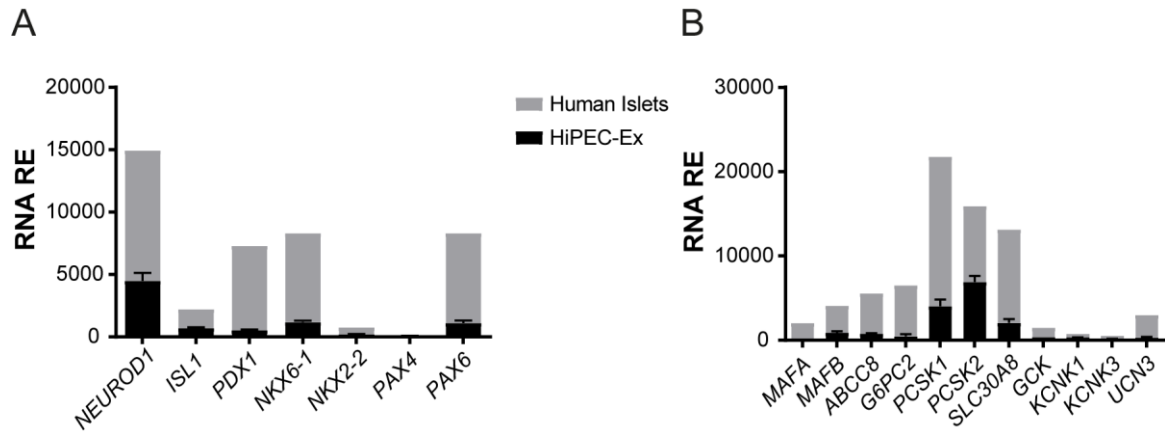 A
RNA RE
20000
15000
10000
5000
0
NEUROD1
ISL1
PDX1
NKX6-1
NKX2-2
PAX4
PAX6
Human Islets
HiPEC-Ex
B
RNA RE
30000
20000
10000
0
MAFA
MAFB
ABCC8
G6PC2
PCSK1
PCSK2
SLC30A8
GCK
KCNK1
KCNK3
UCN3